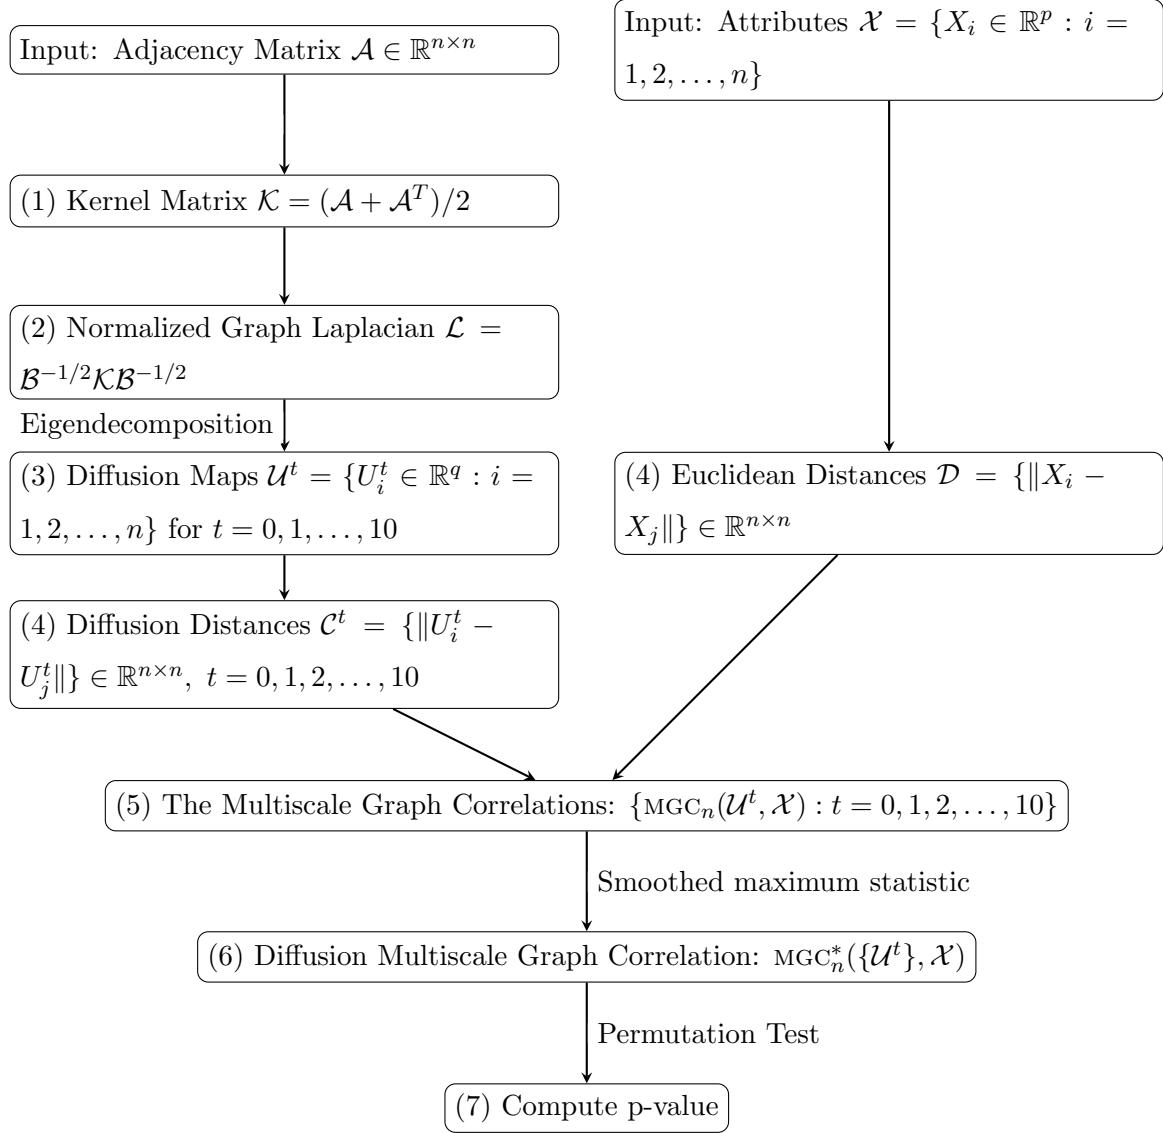 Input: Adjacency Matrix 𝒜 ∈ ℝ^{n×n}
Input: Attributes 𝒳 = {X_i ∈ ℝ^p : i =
1, 2, . . . , n}
(1) Kernel Matrix 𝒦 = (𝒜 + 𝒜^T)/2
(2) Normalized Graph Laplacian ℒ =
ℬ^{−1/2}𝒦ℬ^{−1/2}
Eigendecomposition
(3) Diffusion Maps 𝒰^t = {U_i^t ∈ ℝ^q : i =
1, 2, . . . , n} for t = 0, 1, . . . , 10
(4) Euclidean Distances 𝒟 = {‖X_i −
X_j‖} ∈ ℝ^{n×n}
(4) Diffusion Distances 𝒞^t = {‖U_i^t −
U_j^t‖} ∈ ℝ^{n×n}, t = 0, 1, 2, . . . , 10
(5) The Multiscale Graph Correlations: {MGC_n(𝒰^t, 𝒳) : t = 0, 1, 2, . . . , 10}
Smoothed maximum statistic
(6) Diffusion Multiscale Graph Correlation: MGC_n^*({𝒰^t}, 𝒳)
Permutation Test
(7) Compute p-value